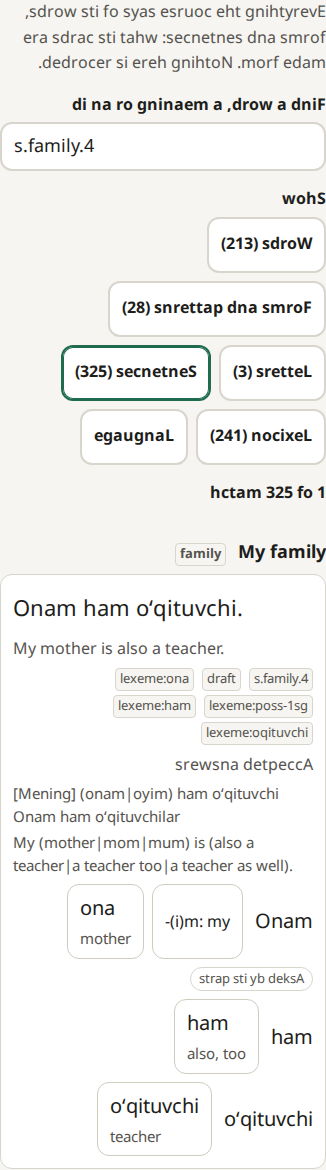 ,sdrow sti fo syas esruoc eht gnihtyrevE
era sdrac sti tahw :secnetnes dna smrof
.dedrocer si ereh gnihtoN .morf edam
di na ro gninaem a ,drow a dniF
s.family.4
wohS
(213) sdroW
(28) snrettap dna smroF
(325) secnetneS (3) sretteL
egaugnaL (241) nocixeL
hctam 325 fo 1
family My family
Onam ham oʻqituvchi.
My mother is also a teacher.
lexeme:ona draft s.family.4
lexeme:ham lexeme:poss-1sg
lexeme:oqituvchi
srewsna detpeccA
[Mening] (onam|oyim) ham oʻqituvchi
Onam ham oʻqituvchilar
My (mother|mom|mum) is (also a
teacher|a teacher too|a teacher as well).
ona
mother
-(i)m: my
Onam
strap sti yb deksA
ham
also, too
ham
oʻqituvchi
teacher
oʻqituvchi